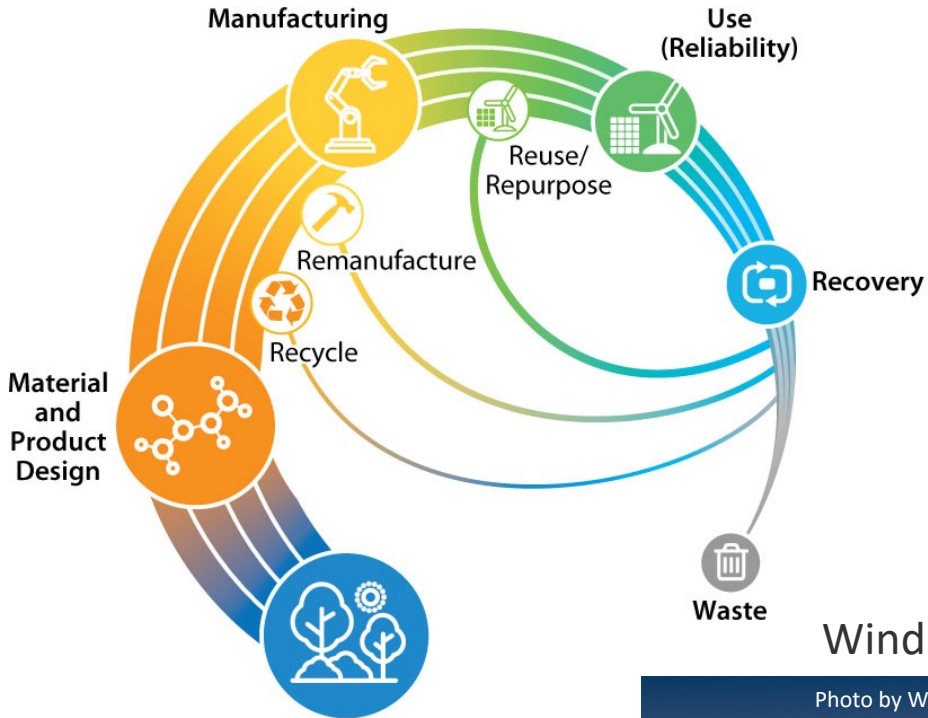 Manufacturing
Use
(Reliability)
Reuse/
Repurpose
Remanufacture
Recovery
Recycle
Material
and
Product
Design
Waste
Wind
Photo by W